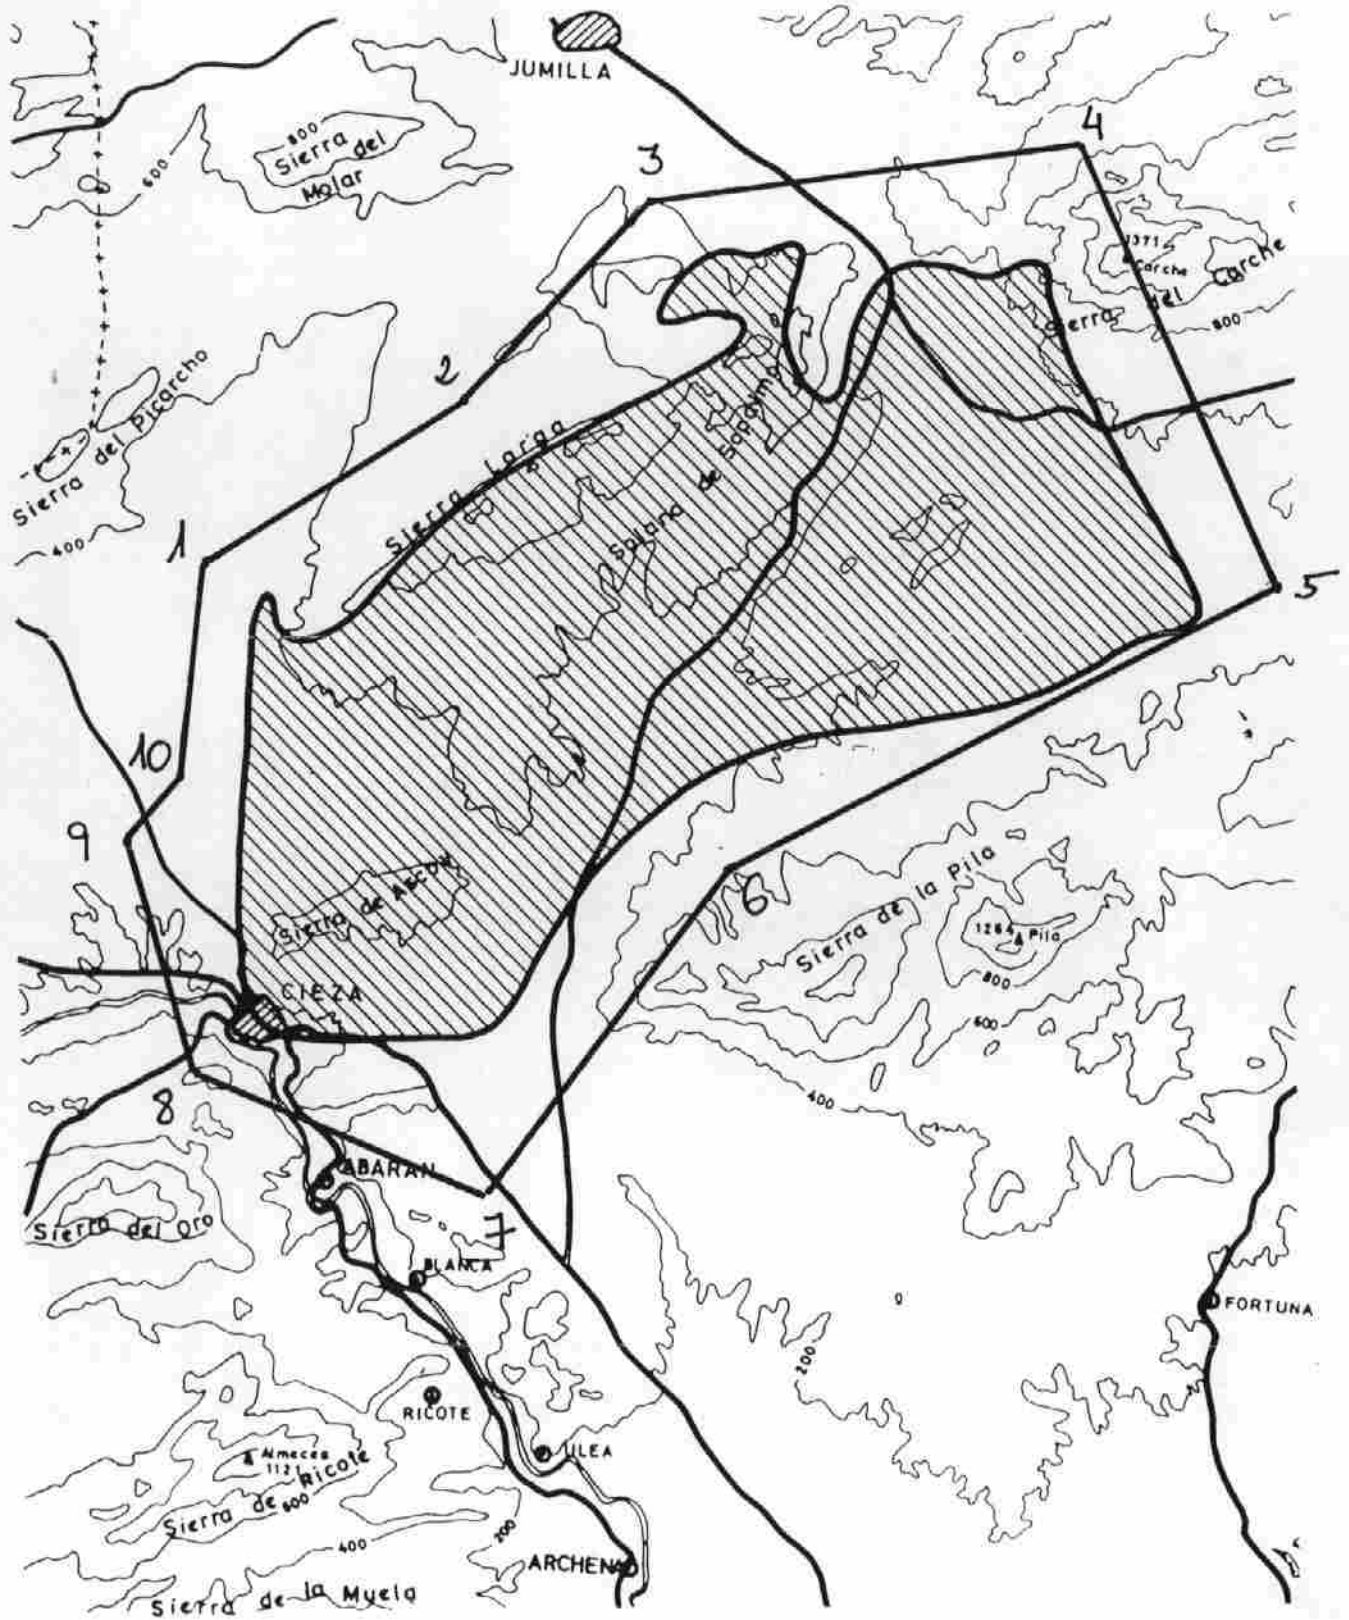 JUMILLA
4
3
800
Sierra del
Molar
600
1371
Carche
Sierra del Carche
800
2
Sierra del Picarcho
Sierra Larga
Solana de Sopalmo
400
1
5
10
9
Sierra de Ascoy
6
Sierra de la Pila
1264 Pila
800
CIEZA
600
400
8
ABARAN
7
Sierra del Oro
BLANCA
FORTUNA
200
RICOTE
ULEA
Almeces
1121
Sierra de Ricote
600
400
200
ARCHENA
Sierra de la Muela